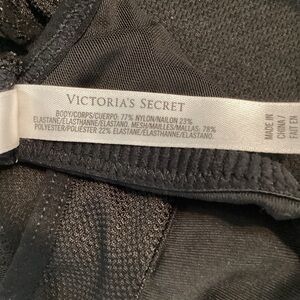 VICTORIA'S SECRET
BODY/CORPS/CUERPO: 77% NYLON/NAILON 23%
ELASTANE/ELASTHANNE/ELASTANO. MESH/MAILLES/MALLAS: 78%
POLYESTER/POLIÉSTER 22% ELASTANE/ELASTHANNE/ELASTANO.
MADE IN
CHINA /
FAIT EN